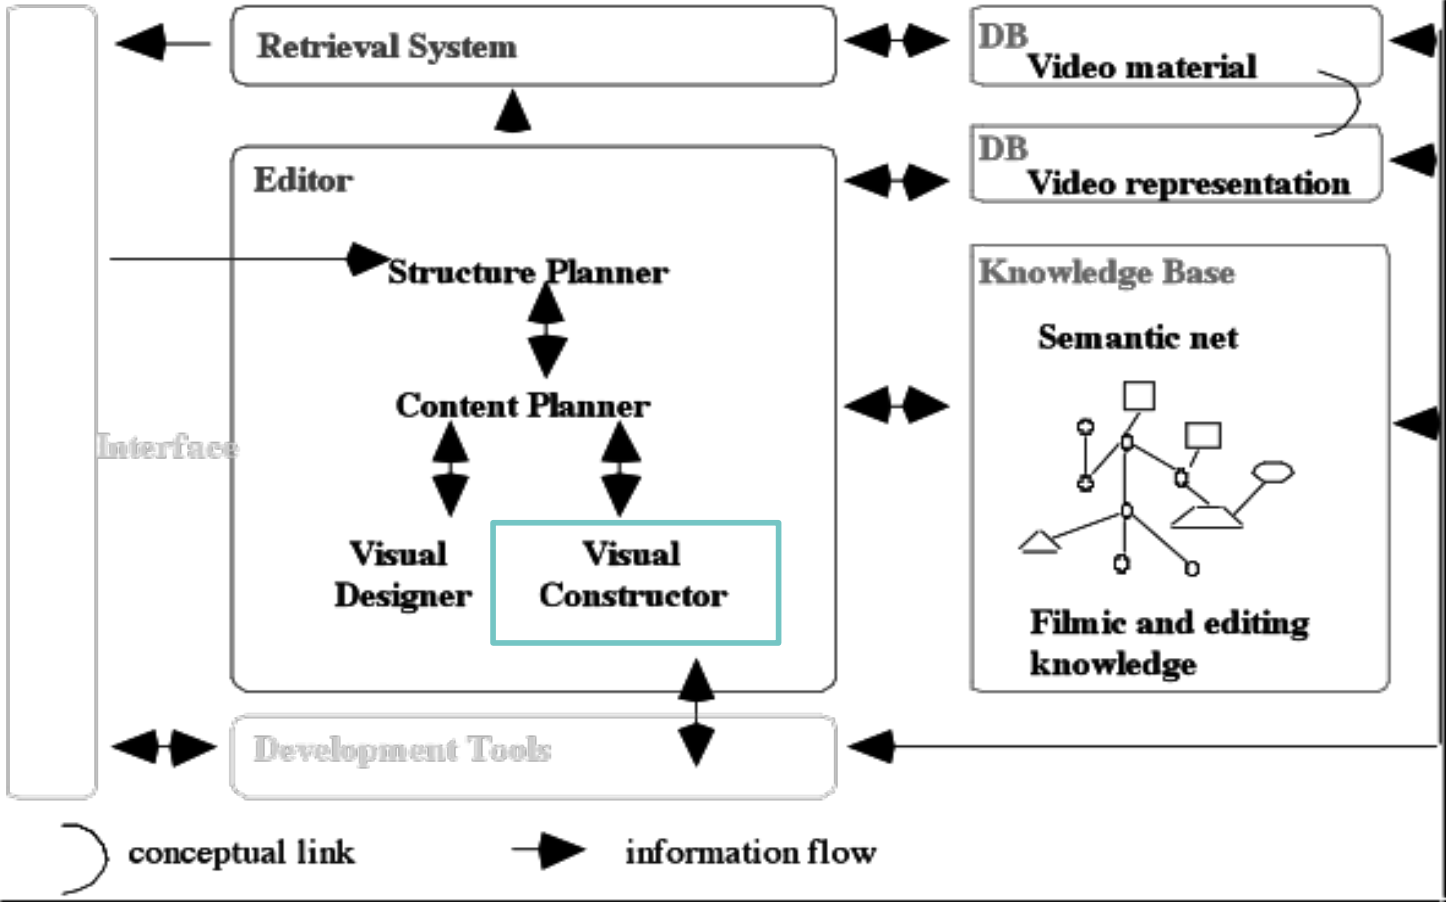 Retrieval System
DB
Video material
DB
Video representation
Editor
Structure Planner
Content Planner
Visual
Designer
Visual
Constructor
Knowledge Base
Semantic net
Filmic and editing
knowledge
Interface
Development Tools
conceptual link
information flow